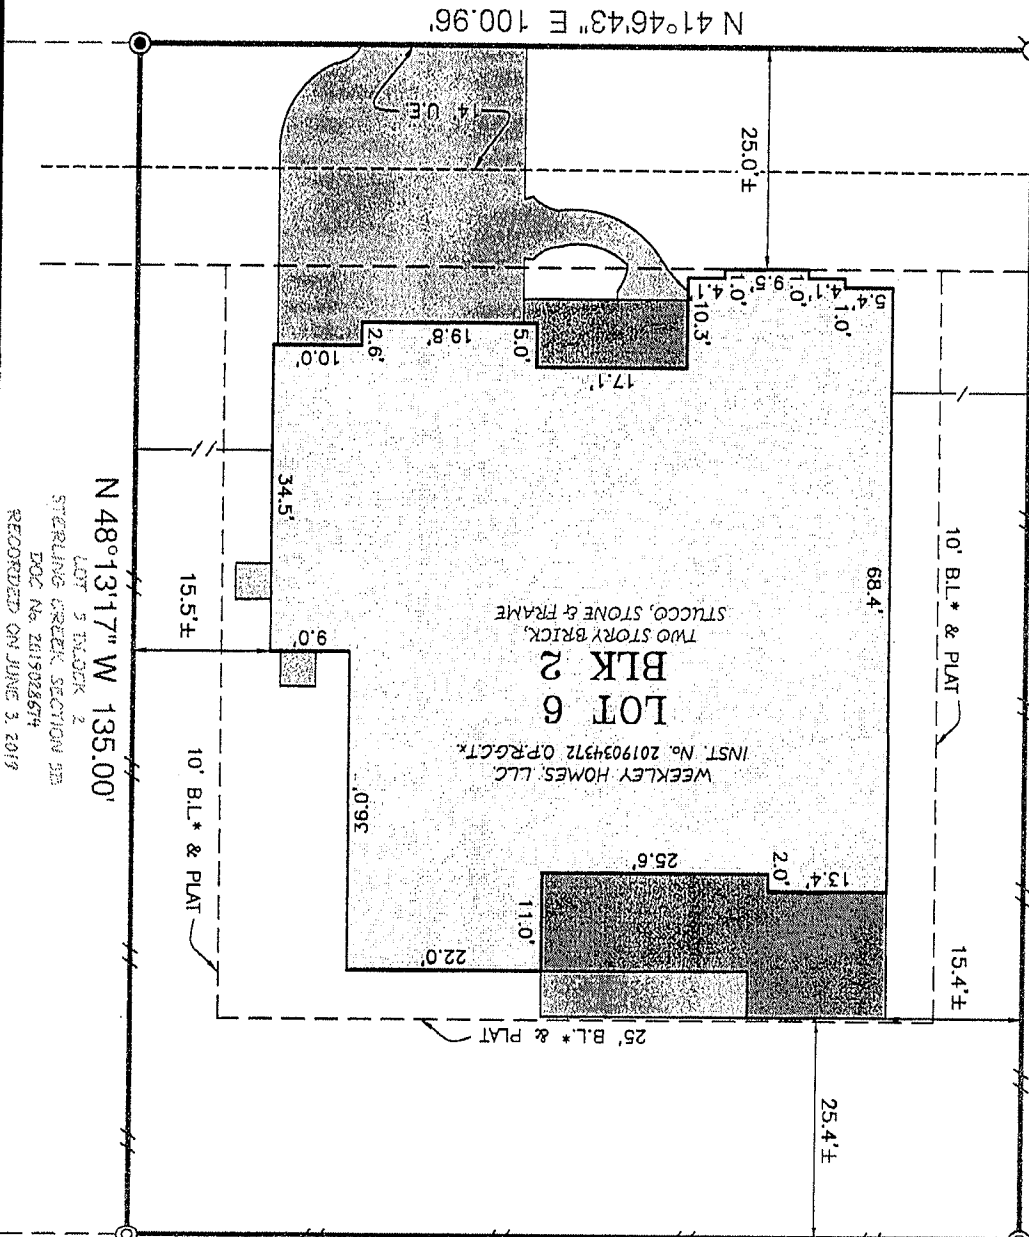 N 41°46'43" E 100.96'
14' U.E.
25.0'±
5.4'
1.0'
4.1'
1.0'
9.5'
1.0'
4.1'
10.3'
17.1'
5.0'
19.8'
2.6'
10.0'
34.5'
9.0'
15.5'±
36.0'
22.0'
11.0'
25.6'
2.0'
13.4'
68.4'
15.4'±
25.4'±
10' B.L.* & PLAT
10' B.L.* & PLAT
25' B.L.* & PLAT
WEEKLEY HOMES, LLC.
INST. No. 2019034372 O.P.R.G.C.Tx.
LOT 6
BLK 2
TWO STORY BRICK,
STUCCO, STONE & FRAME
N 48°13'17" W 135.00'
LOT 5 BLOCK 2
STERLING CREEK SECTION
DOC No. 2019028674
RECORDED ON JUNE 3, 2019